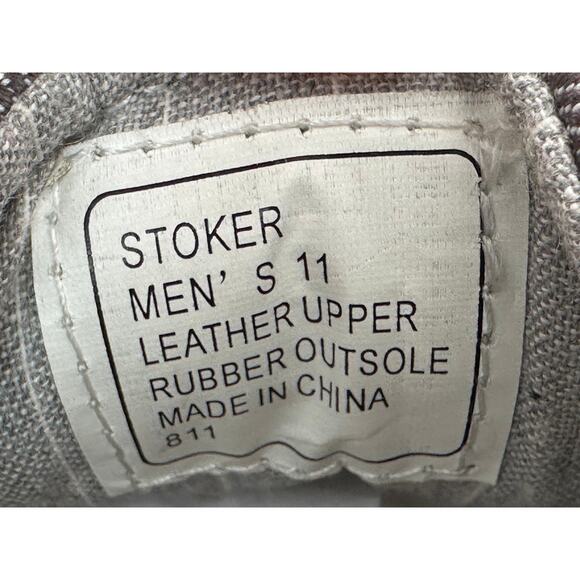 STOKER
MEN' S 11
LEATHER UPPER
RUBBER OUTSOLE
MADE IN CHINA
811